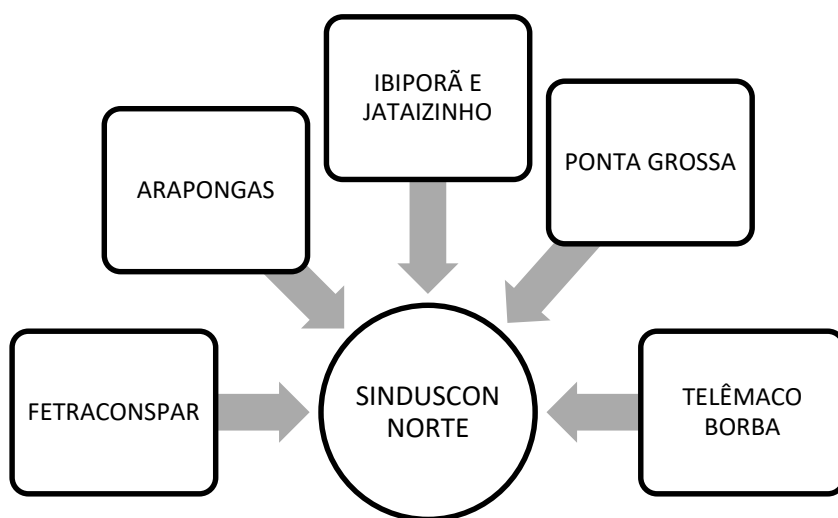 IBIPORÃ E
JATAIZINHO
PONTA GROSSA
ARAPONGAS
FETRACONSPAR
SINDUSCON
NORTE
TELÊMACO
BORBA